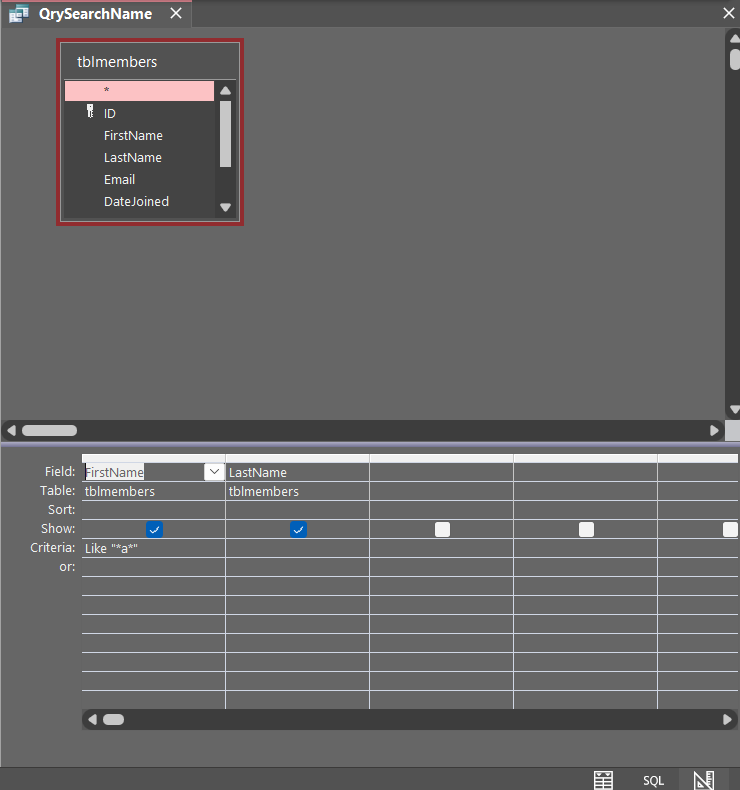 QrySearchName
tblmembers
*
ID
FirstName
LastName
Email
DateJoined
Field: FirstName LastName
Table: tblmembers tblmembers
Sort:
Show:
Criteria: Like "*a*"
or:
SQL